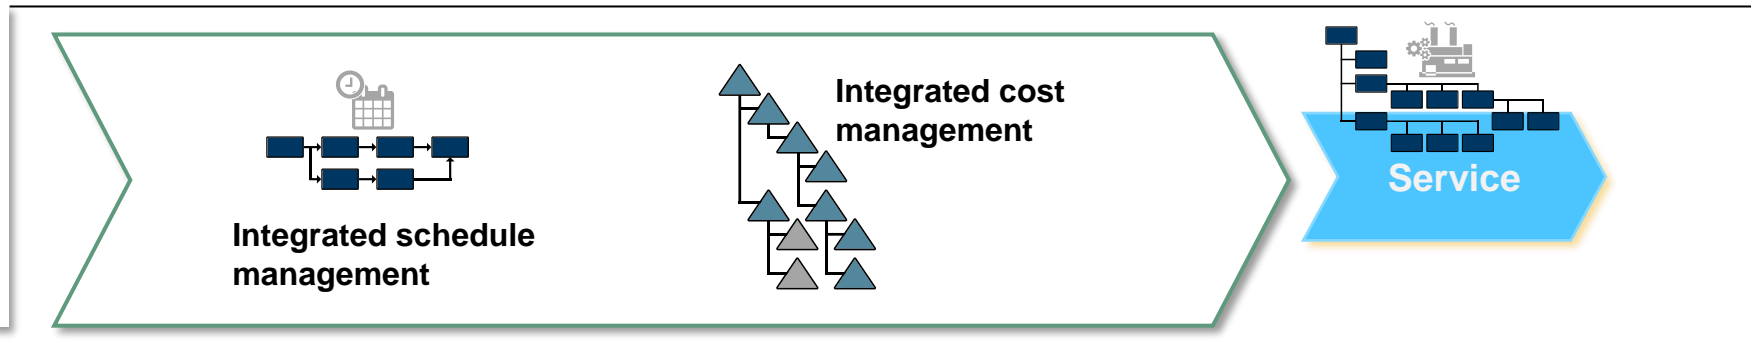 Integrated schedule
management
Integrated cost
management
Service